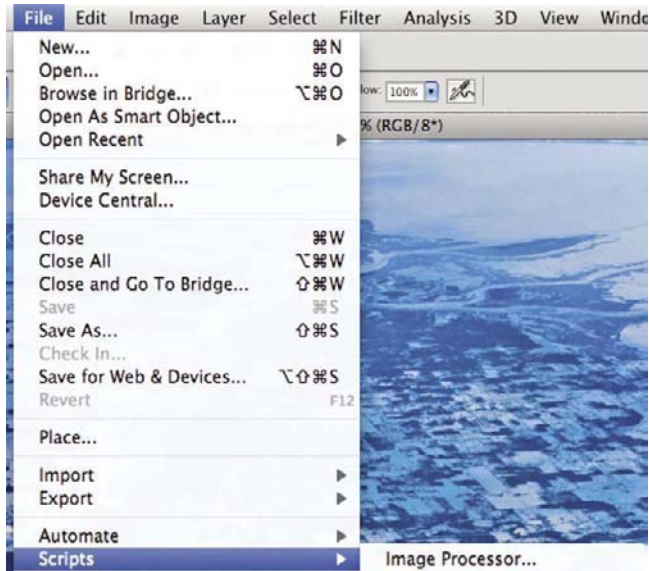 File Edit Image Layer Select Filter Analysis 3D View
New... ⌘N
Open... ⌘O
Browse in Bridge... ⌥⌘O
low: 100%
Open As Smart Object...
% (RGB/8*)
Open Recent
Share My Screen...
Device Central...
Close ⌘W
Close All ⌥⌘W
Close and Go To Bridge... ⇧⌘W
Save ⌘S
Save As... ⇧⌘S
Check In...
Save for Web & Devices... ⌥⇧⌘S
Revert F12
Place...
Import
Export
Automate
Scripts
Image Processor...